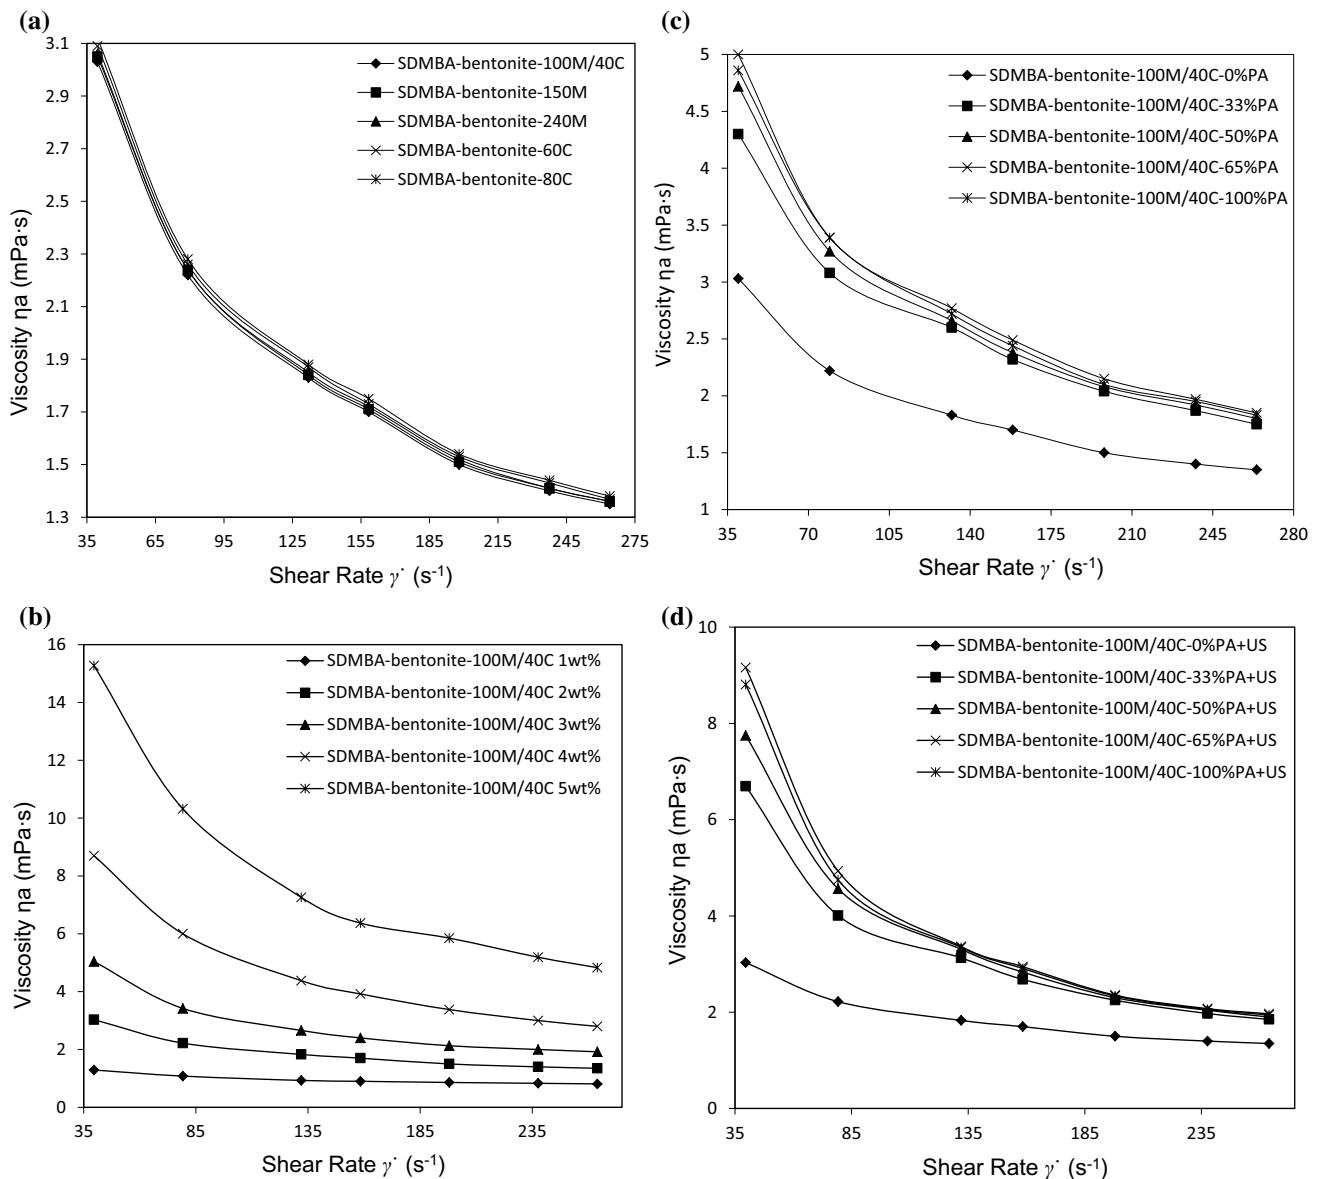 (a)
3.1
2.9
2.7
2.5
2.3
2.1
1.9
1.7
1.5
1.3
35 65 95 125 155 185 215 245 275
Viscosity ηa (mPa·s)
Shear Rate γ˙ (s-1)
SDMBA-bentonite-100M/40C
SDMBA-bentonite-150M
SDMBA-bentonite-240M
SDMBA-bentonite-60C
SDMBA-bentonite-80C
(c)
5
4.5
4
3.5
3
2.5
2
1.5
1
35 70 105 140 175 210 245 280
Viscosity ηa (mPa·s)
Shear Rate γ˙ (s-1)
SDMBA-bentonite-100M/40C-0%PA
SDMBA-bentonite-100M/40C-33%PA
SDMBA-bentonite-100M/40C-50%PA
SDMBA-bentonite-100M/40C-65%PA
SDMBA-bentonite-100M/40C-100%PA
(b)
16
14
12
10
8
6
4
2
0
35 85 135 185 235
Viscosity ηa (mPa·s)
Shear Rate γ˙ (s-1)
SDMBA-bentonite-100M/40C 1wt%
SDMBA-bentonite-100M/40C 2wt%
SDMBA-bentonite-100M/40C 3wt%
SDMBA-bentonite-100M/40C 4wt%
SDMBA-bentonite-100M/40C 5wt%
(d)
10
8
6
4
2
0
35 85 135 185 235
Viscosity ηa (mPa·s)
Shear Rate γ˙ (s-1)
SDMBA-bentonite-100M/40C-0%PA+US
SDMBA-bentonite-100M/40C-33%PA+US
SDMBA-bentonite-100M/40C-50%PA+US
SDMBA-bentonite-100M/40C-65%PA+US
SDMBA-bentonite-100M/40C-100%PA+US